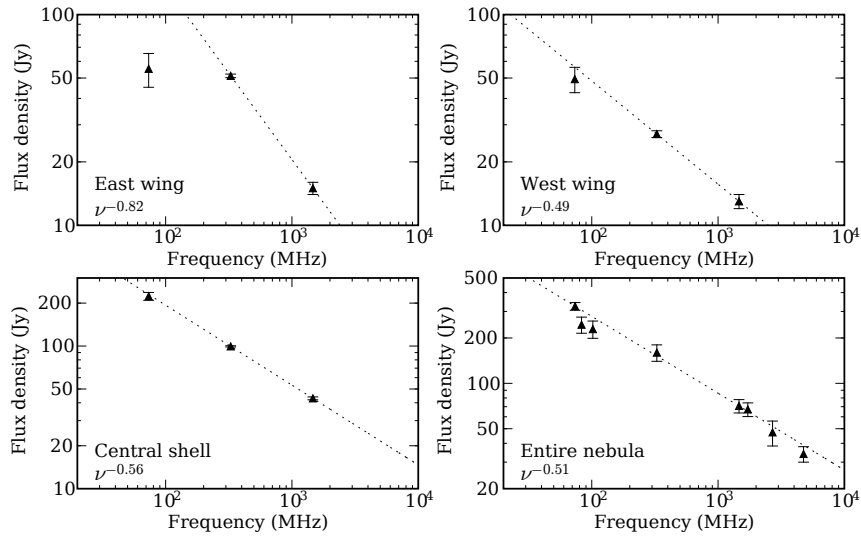 100
50
20
10
Flux density (Jy)
East wing
ν^−0.82
10^2 10^3 10^4
Frequency (MHz)
100
50
20
10
Flux density (Jy)
West wing
ν^−0.49
10^2 10^3 10^4
Frequency (MHz)
200
100
50
20
10
Flux density (Jy)
Central shell
ν^−0.56
10^2 10^3 10^4
Frequency (MHz)
500
200
100
50
20
Flux density (Jy)
Entire nebula
ν^−0.51
10^2 10^3 10^4
Frequency (MHz)